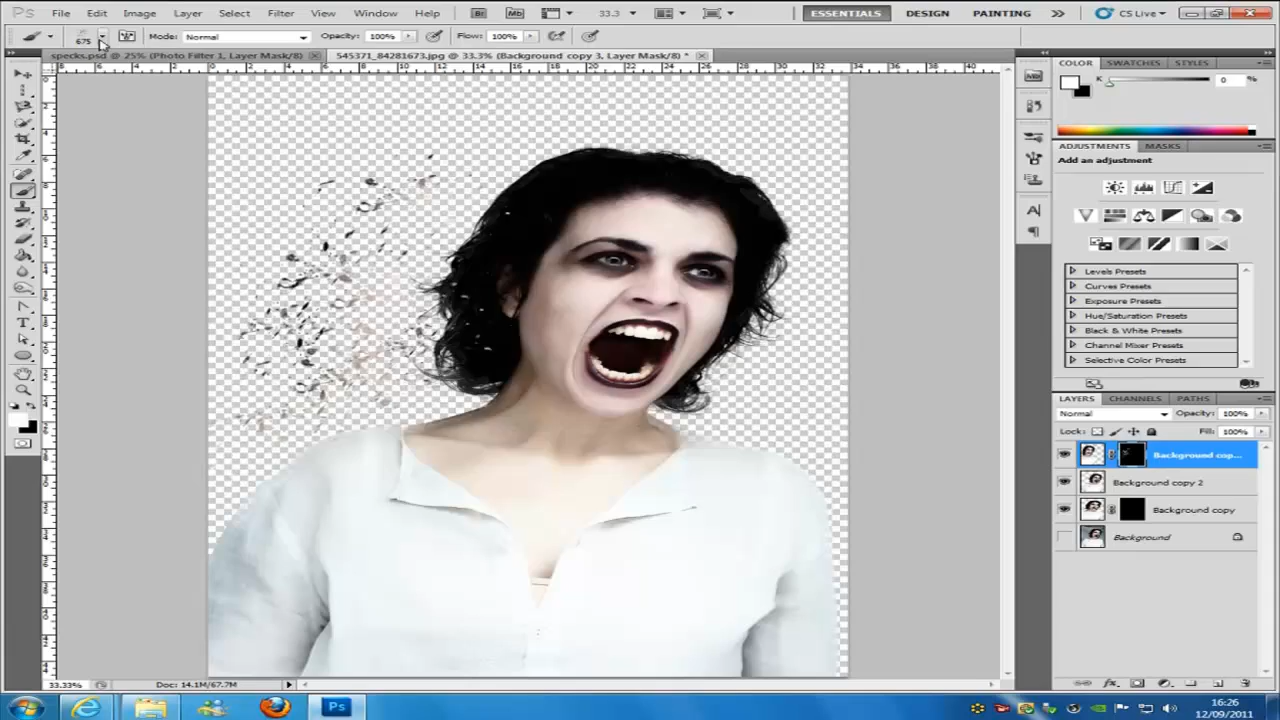 Ps File Edit Image Layer Select Filter View Window Help Br Mb 33.3 ESSENTIALS DESIGN PAINTING CS Live
675 Mode: Normal Opacity: 100% Flow: 100%
specks.psd @ 25% (Photo Filter 1, Layer Mask/8) 545371_84281673.jpg @ 33.3% (Background copy 3, Layer Mask/8) *
COLOR SWATCHES STYLES
K 0 %
ADJUSTMENTS MASKS
Add an adjustment
Levels Presets
Curves Presets
Exposure Presets
Hue/Saturation Presets
Black & White Presets
Channel Mixer Presets
Selective Color Presets
LAYERS CHANNELS PATHS
Normal Opacity: 100%
Lock: Fill: 100%
Background cop...
Background copy 2
Background copy
Background
33.33% Doc: 14.1M/67.7M
Ps
16:26
12/09/2011